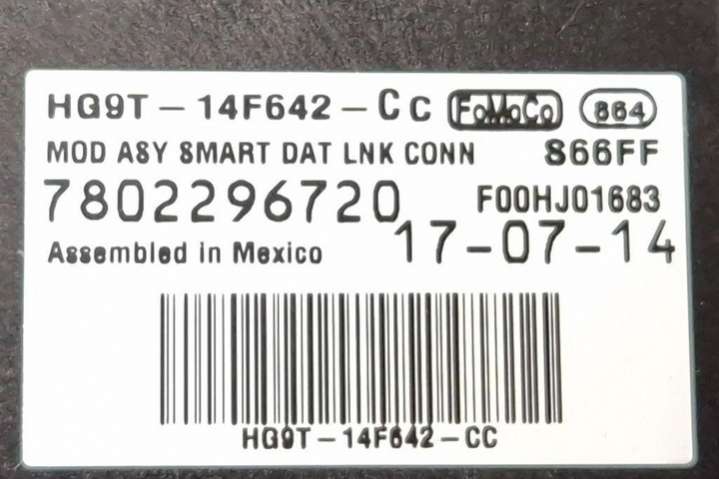 HG9T-14F642-Cc FoMoCo 864
MOD ASY SMART DAT LNK CONN S66FF
7802296720 F00HJ01683
Assembled in Mexico 17-07-14
HG9T-14F642-CC